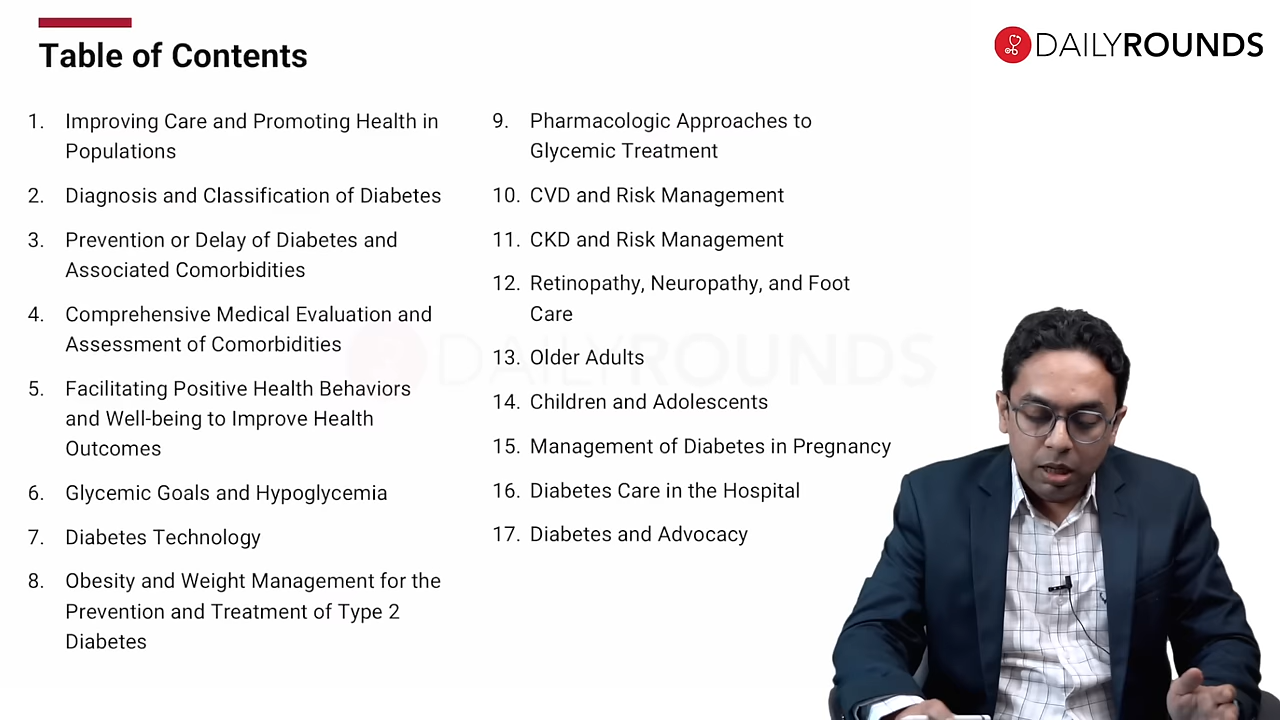 Table of Contents
DAILYROUNDS
1. Improving Care and Promoting Health in
Populations
2. Diagnosis and Classification of Diabetes
3. Prevention or Delay of Diabetes and
Associated Comorbidities
4. Comprehensive Medical Evaluation and
Assessment of Comorbidities
5. Facilitating Positive Health Behaviors
and Well-being to Improve Health
Outcomes
6. Glycemic Goals and Hypoglycemia
7. Diabetes Technology
8. Obesity and Weight Management for the
Prevention and Treatment of Type 2
Diabetes
9. Pharmacologic Approaches to
Glycemic Treatment
10. CVD and Risk Management
11. CKD and Risk Management
12. Retinopathy, Neuropathy, and Foot
Care
13. Older Adults
14. Children and Adolescents
15. Management of Diabetes in Pregnancy
16. Diabetes Care in the Hospital
17. Diabetes and Advocacy
DAILYROUNDS